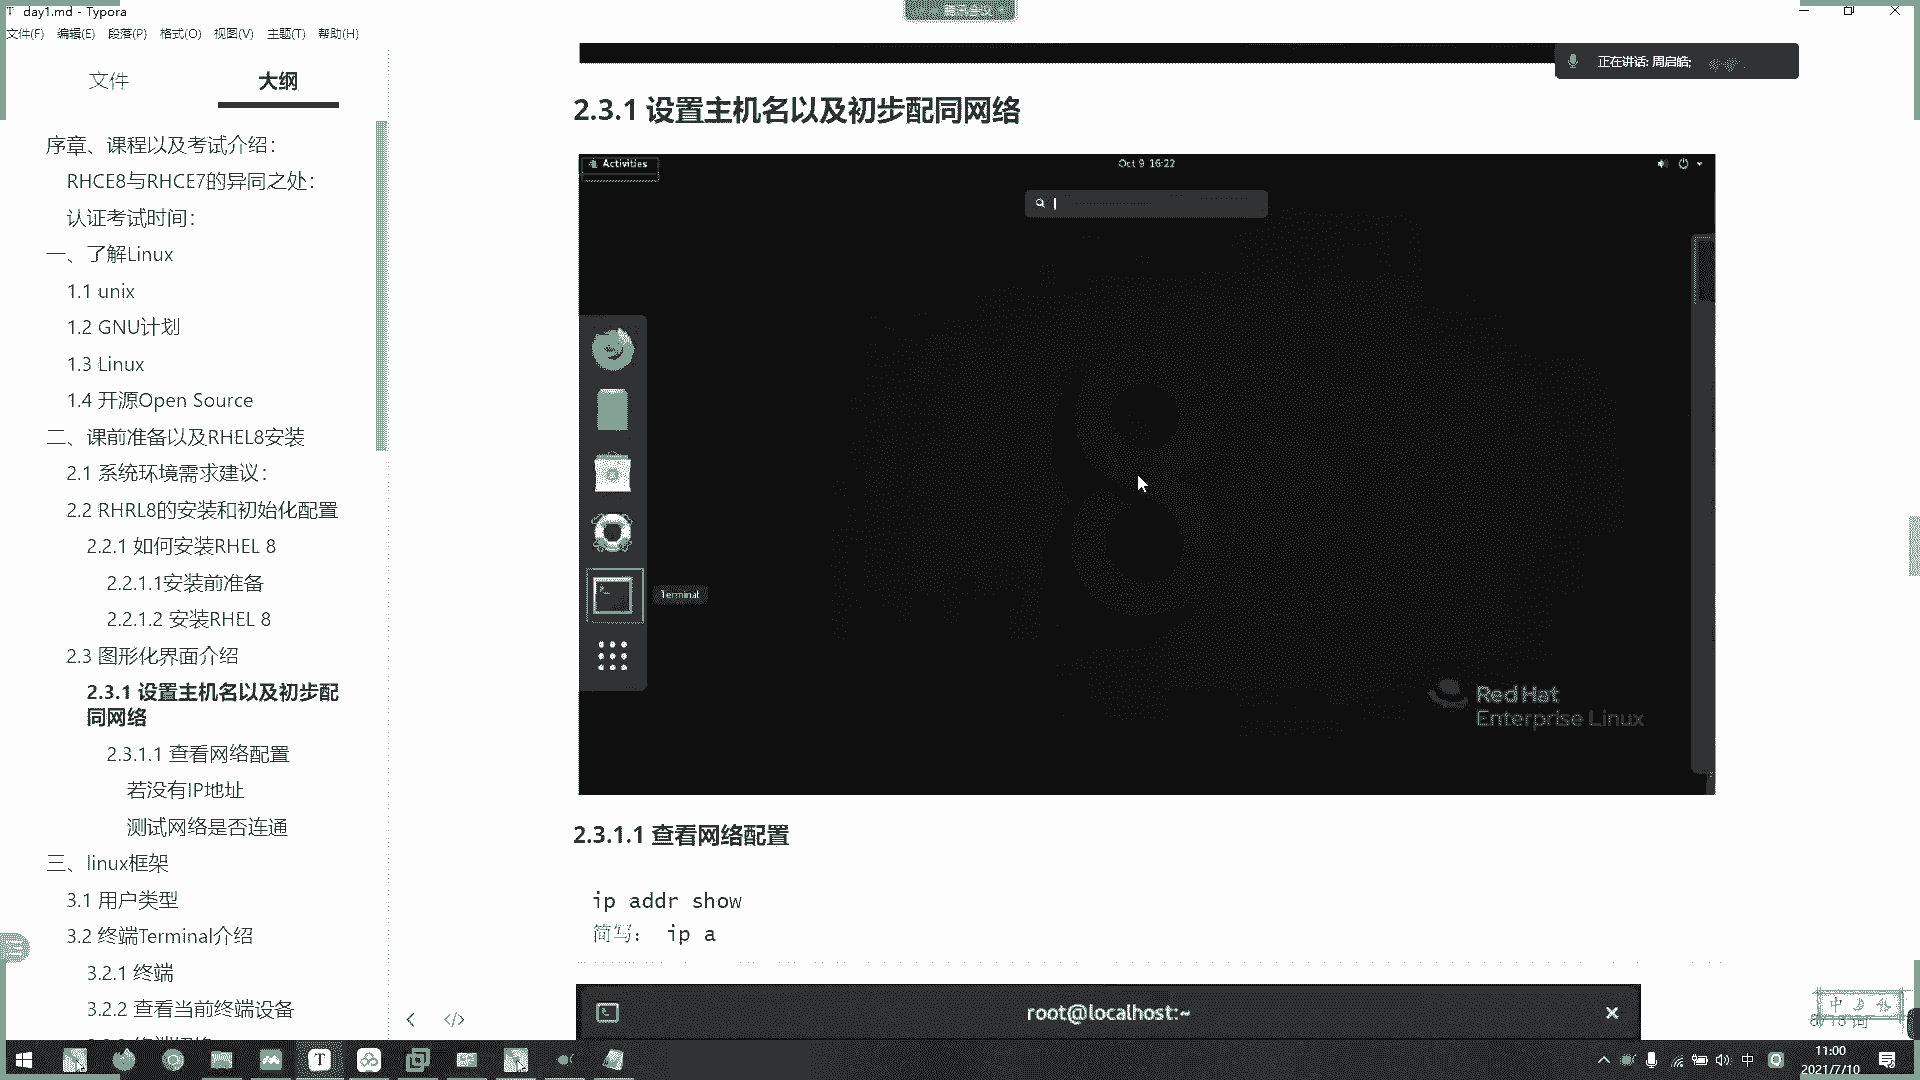 day1.md - Typora
腾讯会议
文件(F) 编辑(E) 段落(P) 格式(O) 视图(V) 主题(T) 帮助(H)
文件 大纲
正在讲话: 周启皓;
序章、课程以及考试介绍：
RHCE8与RHCE7的异同之处：
认证考试时间：
一、了解Linux
1.1 unix
1.2 GNU计划
1.3 Linux
1.4 开源Open Source
二、课前准备以及RHEL8安装
2.1 系统环境需求建议：
2.2 RHRL8的安装和初始化配置
2.2.1 如何安装RHEL 8
2.2.1.1安装前准备
2.2.1.2 安装RHEL 8
2.3 图形化界面介绍
2.3.1 设置主机名以及初步配
同网络
2.3.1.1 查看网络配置
若没有IP地址
测试网络是否连通
三、linux框架
3.1 用户类型
3.2 终端Terminal介绍
3.2.1 终端
3.2.2 查看当前终端设备
2.3.1 设置主机名以及初步配同网络
Activities
Oct 9 16:22
Terminal
Red Hat
Enterprise Linux
2.3.1.1 查看网络配置
ip addr show
简写： ip a
root@localhost:~
中
11:00
2021/7/10